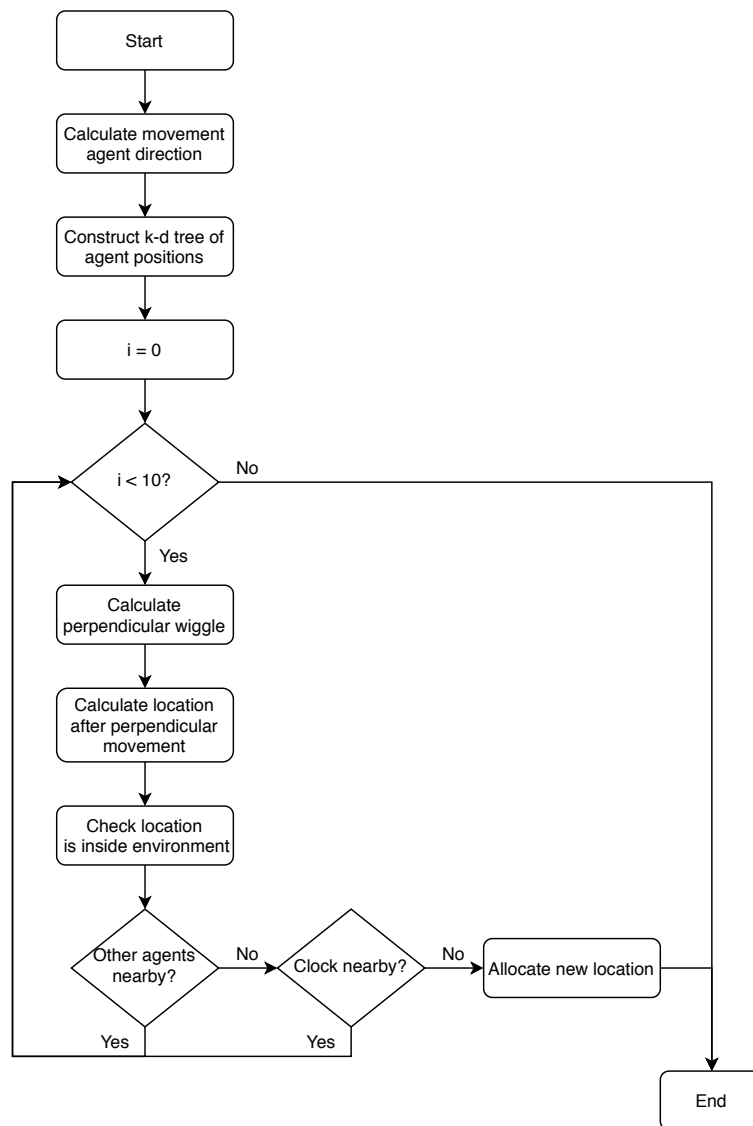 Start
Calculate movement
agent direction
Construct k-d tree of
agent positions
i = 0
i < 10?
No
Yes
Calculate
perpendicular wiggle
Calculate location
after perpendicular
movement
Check location
is inside environment
Other agents
nearby?
No
Clock nearby?
No
Allocate new location
Yes
Yes
End